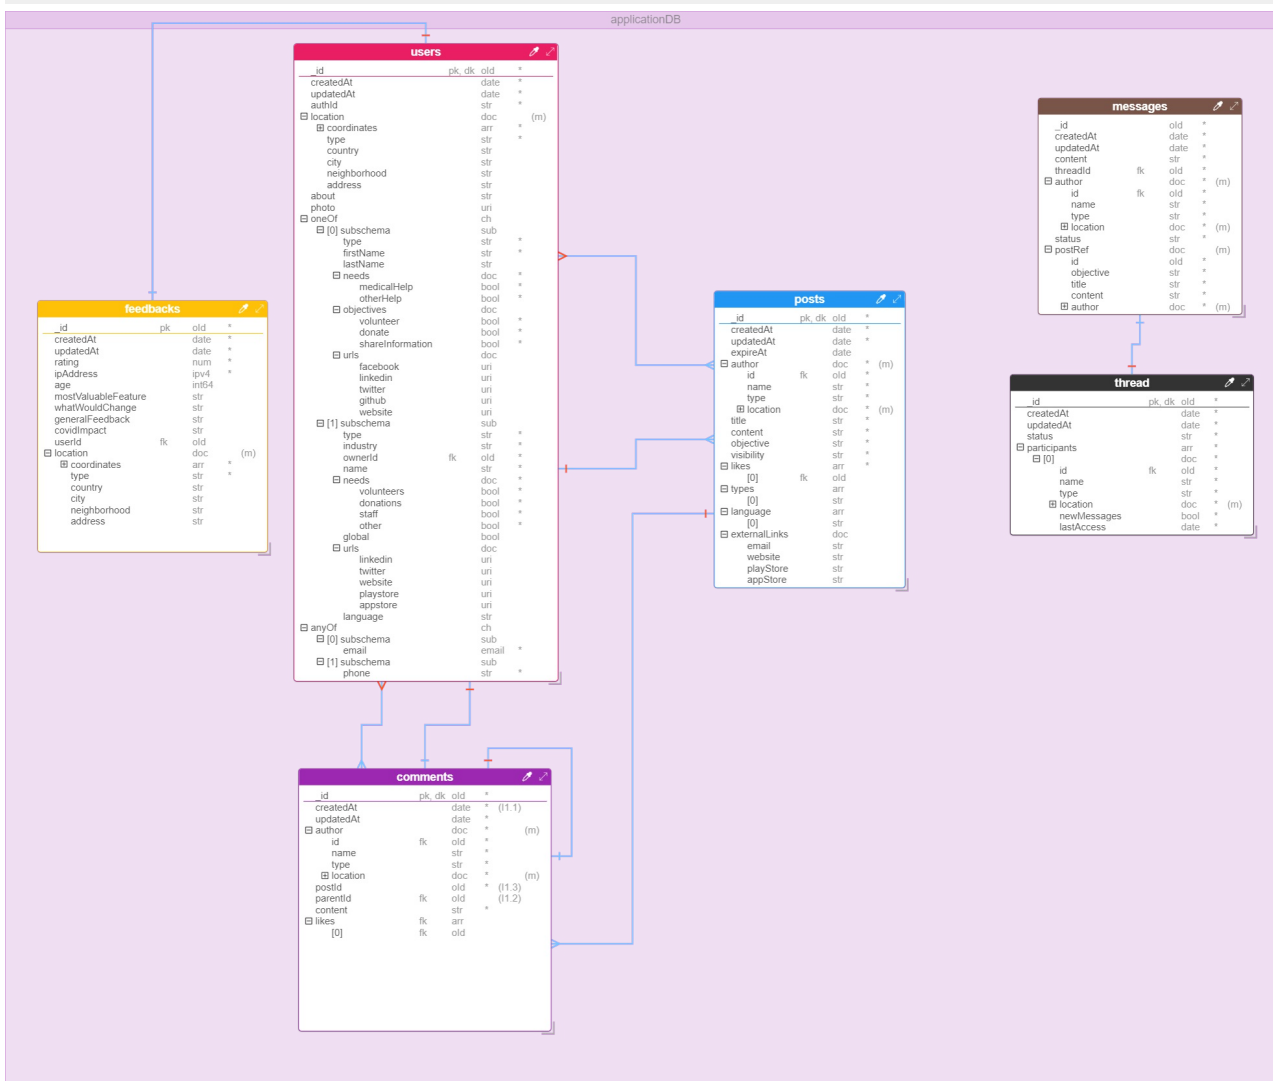 applicationDB
users
_id pk, dk oId *
createdAt date *
updatedAt date *
authId str *
location doc (m)
coordinates arr *
type str *
country str
city str
neighborhood str
address str
about str
photo uri
oneOf ch
[0] subschema sub
type str *
firstName str *
lastName str
needs doc *
medicalHelp bool *
otherHelp bool *
objectives doc
volunteer bool *
donate bool *
shareInformation bool *
urls doc
facebook uri
linkedin uri
twitter uri
github uri
website uri
[1] subschema sub
type str *
industry str *
ownerId fk oId *
name str *
needs doc *
volunteers bool *
donations bool *
staff bool *
other bool *
global bool
urls doc
linkedin uri
twitter uri
website uri
playstore uri
appstore uri
language str
anyOf ch
[0] subschema sub
email email *
[1] subschema sub
phone str *
feedbacks
_id pk oId *
createdAt date *
updatedAt date *
rating num *
ipAddress ipv4 *
age int64
mostValuableFeature str
whatWouldChange str
generalFeedback str
covidImpact str
userId fk oId
location doc (m)
coordinates arr *
type str *
country str
city str
neighborhood str
address str
posts
_id pk, dk oId *
createdAt date *
updatedAt date *
expireAt date
author doc * (m)
id fk oId *
name str *
type str *
location doc * (m)
title str *
content str *
objective str *
visibility str *
likes arr *
[0] fk oId
types arr
[0] str
language arr
[0] str
externalLinks doc
email str
website str
playStore str
appStore str
messages
_id oId *
createdAt date *
updatedAt date *
content str *
threadId fk oId *
author doc * (m)
id fk oId *
name str *
type str *
location doc * (m)
status str *
postRef doc (m)
id oId *
objective str *
title str *
content str *
author doc * (m)
thread
_id pk, dk oId *
createdAt date *
updatedAt date *
status str *
participants arr *
[0] doc *
id fk oId *
name str *
type str *
location doc * (m)
newMessages bool *
lastAccess date *
comments
_id pk, dk oId *
createdAt date * (I1.1)
updatedAt date *
author doc * (m)
id fk oId *
name str *
type str *
location doc * (m)
postId oId * (I1.3)
parentId fk oId (I1.2)
content str *
likes fk arr
[0] fk oId